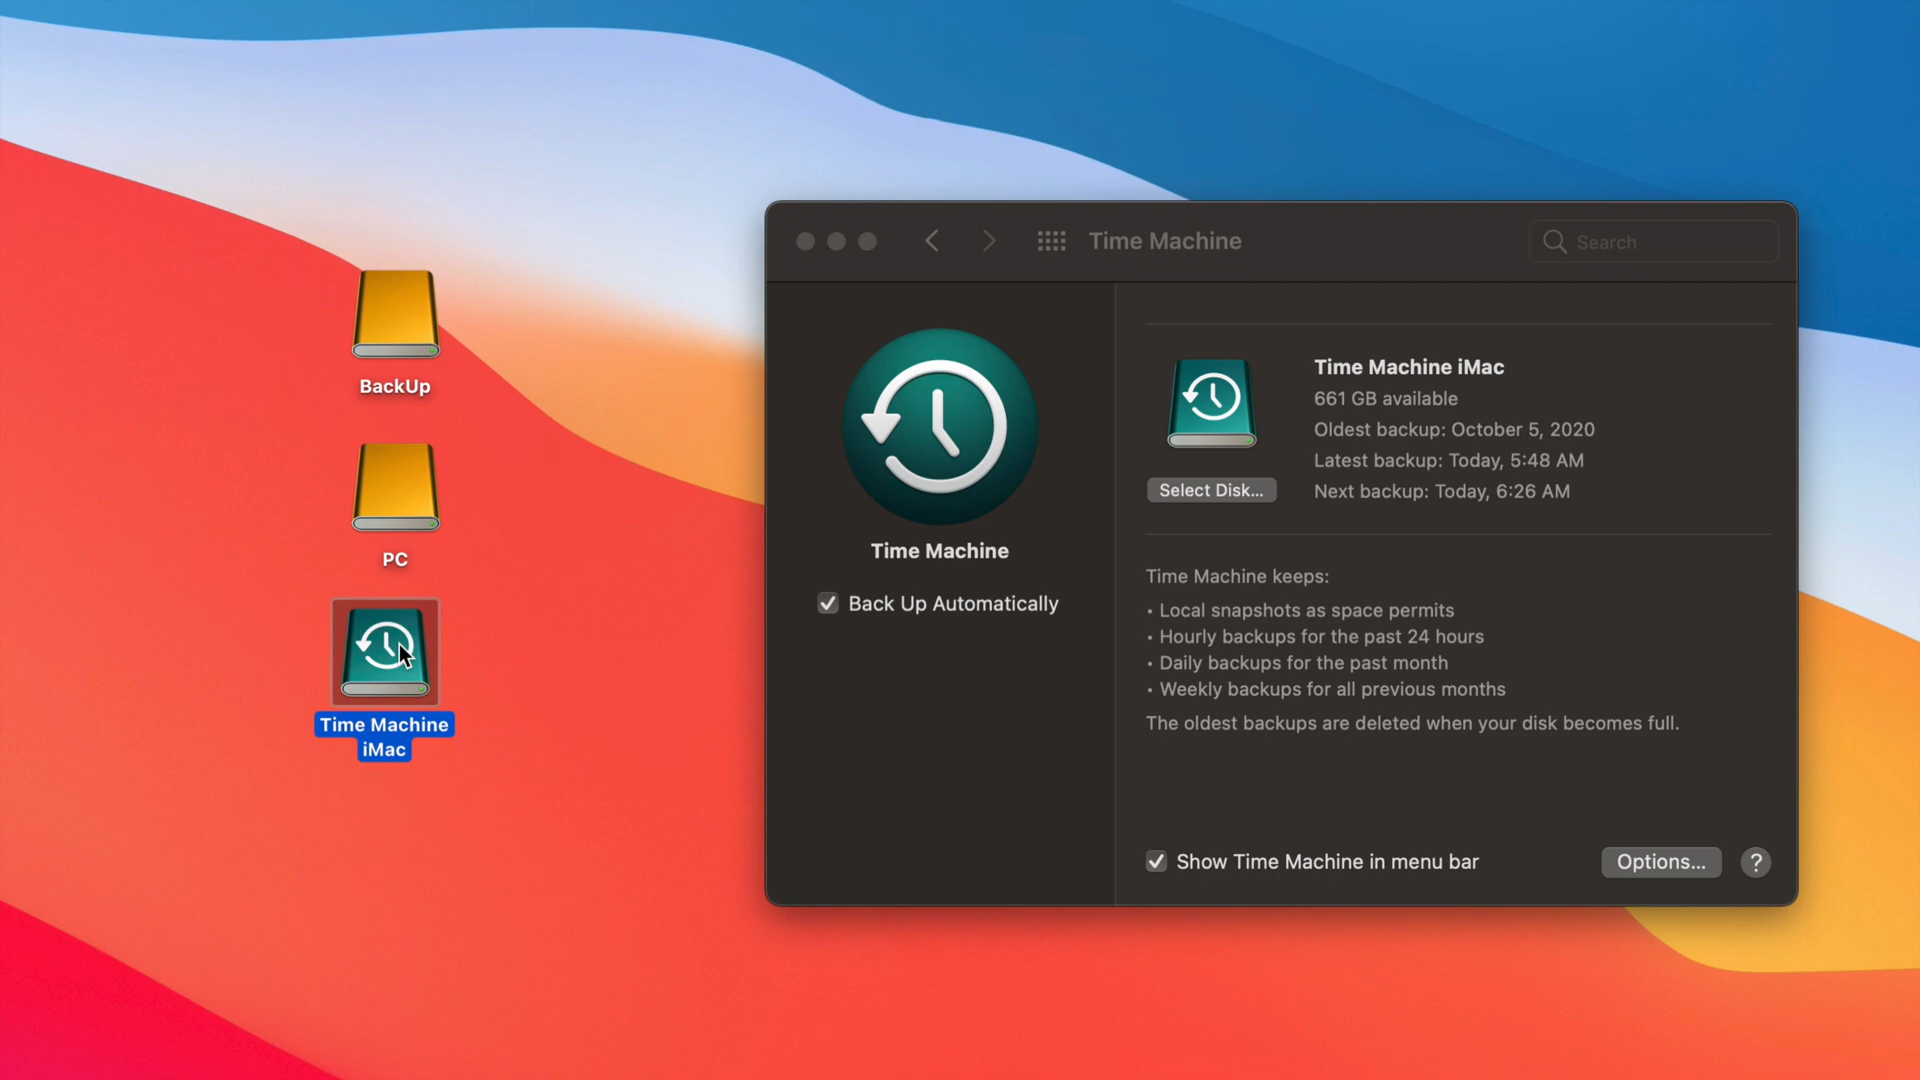 BackUp
PC
Time Machine
iMac
Time Machine
Search
Time Machine
Back Up Automatically
Time Machine iMac
661 GB available
Oldest backup: October 5, 2020
Latest backup: Today, 5:48 AM
Next backup: Today, 6:26 AM
Select Disk...
Time Machine keeps:
• Local snapshots as space permits
• Hourly backups for the past 24 hours
• Daily backups for the past month
• Weekly backups for all previous months
The oldest backups are deleted when your disk becomes full.
Show Time Machine in menu bar
Options...
?